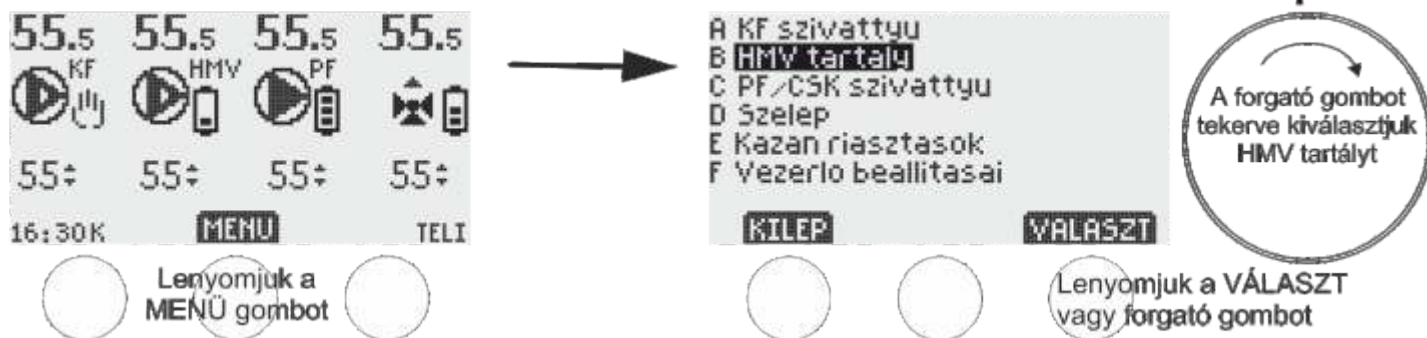 55.5 55.5 55.5 55.5
KF HMV PF
55 55 55 55
16:30K MENU TELI
Lenyomjuk a
MENÜ gombot
A KF szivattyu
B HMV tartaly
C PF/CSK szivattyu
D Szelep
E Kazan riasztasok
F Vezerlo beallitasai
KILEP VALASZT
Lenyomjuk a VÁLASZT
vagy forgató gombot
A forgató gombot
tekerve kiválasztjuk
HMV tartályt